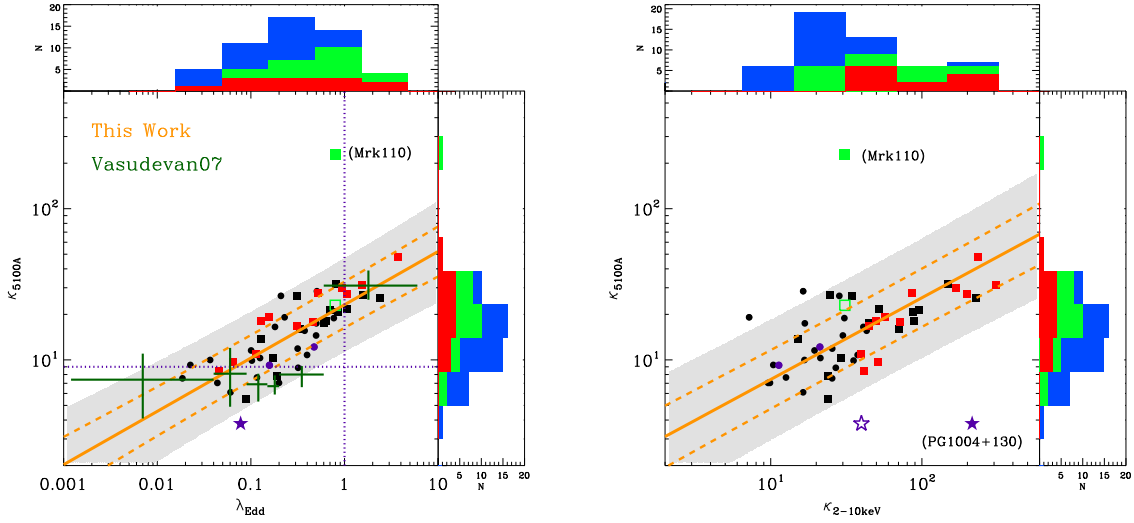 20
15
10
5
N
This Work
Vasudevan07
(Mrk110)
10²
10¹
κ5100A
0.001
0.01
0.1
1
10
λEdd
5
10
15
20
N
20
15
10
5
N
(Mrk110)
(PG1004+130)
10²
10¹
κ5100A
10¹
10²
κ2-10keV
5
10
15
20
N